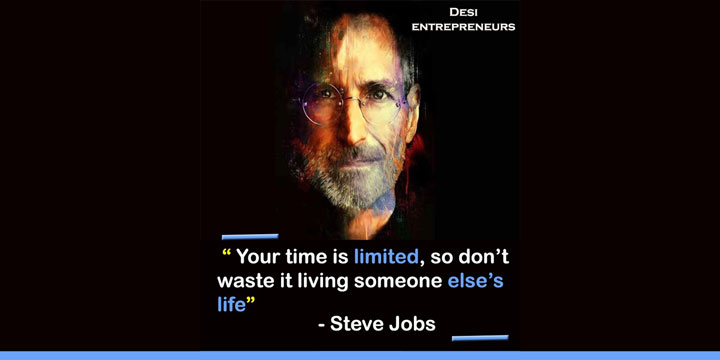 Desi
entrepreneurs
“ Your time is limited, so don’t
waste it living someone else’s
life”
- Steve Jobs